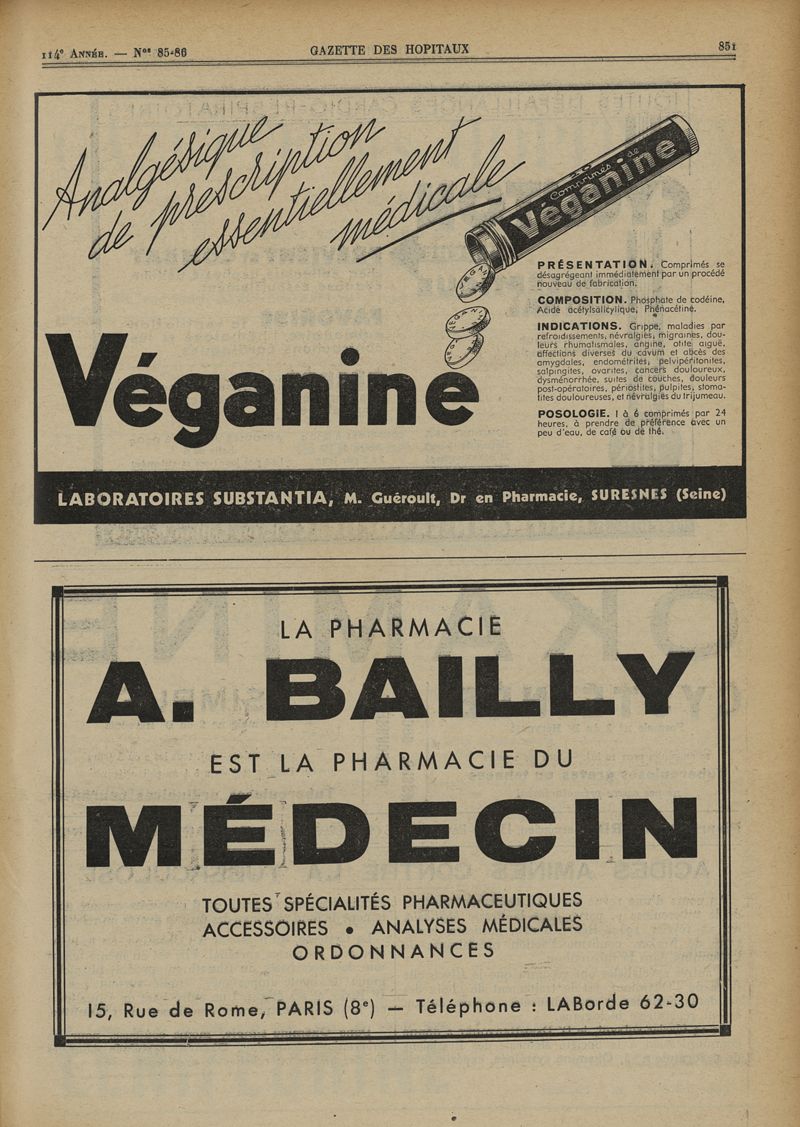 114e ANNÉE. — Nos 85-86
GAZETTE DES HOPITAUX
851
Analgésique
de prescription
essentiellement
médicale
Comprimés de
Véganine
VEGANINE
PRÉSENTATION. Comprimés se
désagrégeant immédiatement par un procédé
nouveau de fabrication.
COMPOSITION. Phosphate de codéine,
Acide acétylsalicylique, Phénacétine.
INDICATIONS. Grippe, maladies par
refroidissements, névralgies, migraines, dou-
leurs rhumatismales, angine, otite aiguë,
affections diverses du cavum et abcès des
amygdales, endométrites, pelvipéritonites,
salpingites, ovarites, cancers douloureux,
dysménorrhée, suites de couches, douleurs
post-opératoires, périostites, pulpites, stoma-
tites douloureuses, et névralgies du trijumeau.
POSOLOGIE. 1 à 6 comprimés par 24
heures, à prendre de préférence avec un
peu d'eau, de café ou de thé.
Véganine
LABORATOIRES SUBSTANTIA, M. Guéroult, Dr en Pharmacie, SURESNES (Seine)
LA PHARMACIE
A. BAILLY
EST LA PHARMACIE DU
MÉDECIN
TOUTES SPÉCIALITÉS PHARMACEUTIQUES
ACCESSOIRES • ANALYSES MÉDICALES
ORDONNANCES
15, Rue de Rome, PARIS (8e) — Téléphone : LABorde 62-30